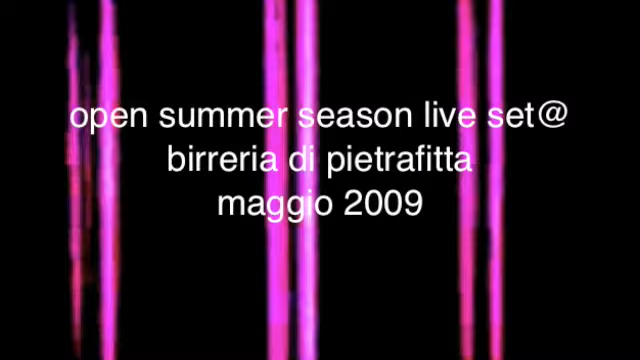 open summer season live set@
birreria di pietrafitta
maggio 2009